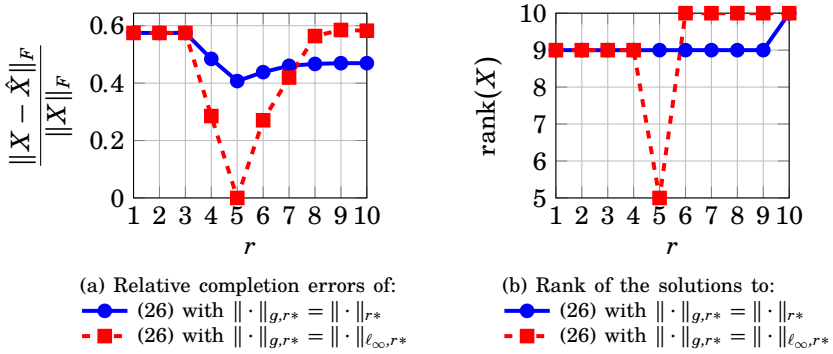 0.6
0.4
0.2
0
‖X − X̂‖_F
‖X‖_F
1 2 3 4 5 6 7 8 9 10
r
10
9
8
7
6
5
rank(X)
1 2 3 4 5 6 7 8 9 10
r
(a) Relative completion errors of:
(26) with ‖ · ‖_{g,r∗} = ‖ · ‖_{r∗}
(26) with ‖ · ‖_{g,r∗} = ‖ · ‖_{ℓ∞,r∗}
(b) Rank of the solutions to:
(26) with ‖ · ‖_{g,r∗} = ‖ · ‖_{r∗}
(26) with ‖ · ‖_{g,r∗} = ‖ · ‖_{ℓ∞,r∗}